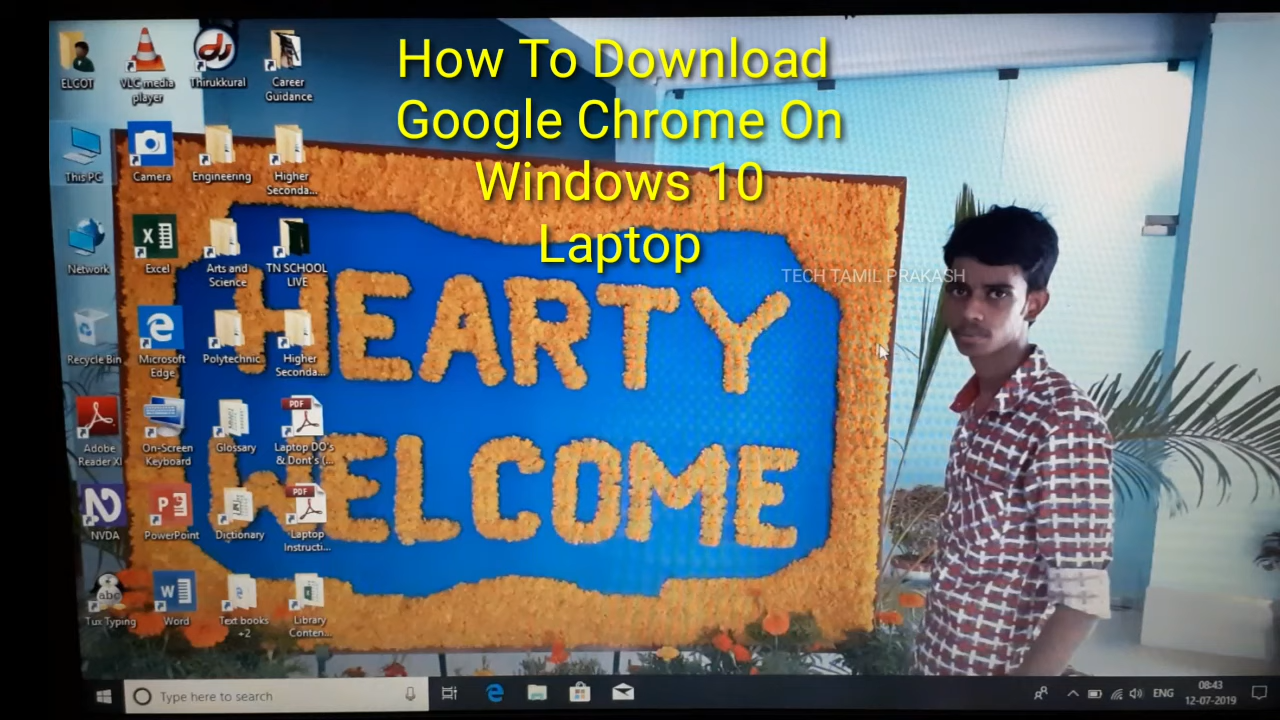 How To Download
Google Chrome On
Windows 10
Laptop
TECH TAMIL PRAKASH
HEARTY
WELCOME
ELCOT
VLC media
player
Thirukkural
Career
Guidance
This PC
Camera
Engineering
Higher
Seconda...
Network
Excel
Arts and
Science
TN SCHOOL
LIVE
Recycle Bin
Microsoft
Edge
Polytechnic
Higher
Seconda...
Adobe
Reader XI
On-Screen
Keyboard
Glossary
PDF
Laptop DO's
& Dont's (...
NVDA
PowerPoint
Dictionary
PDF
Laptop
Instructi...
abc
Tux Typing
Word
Text books
+2
Library
Conten...
Type here to search
ENG
08:43
12-07-2019